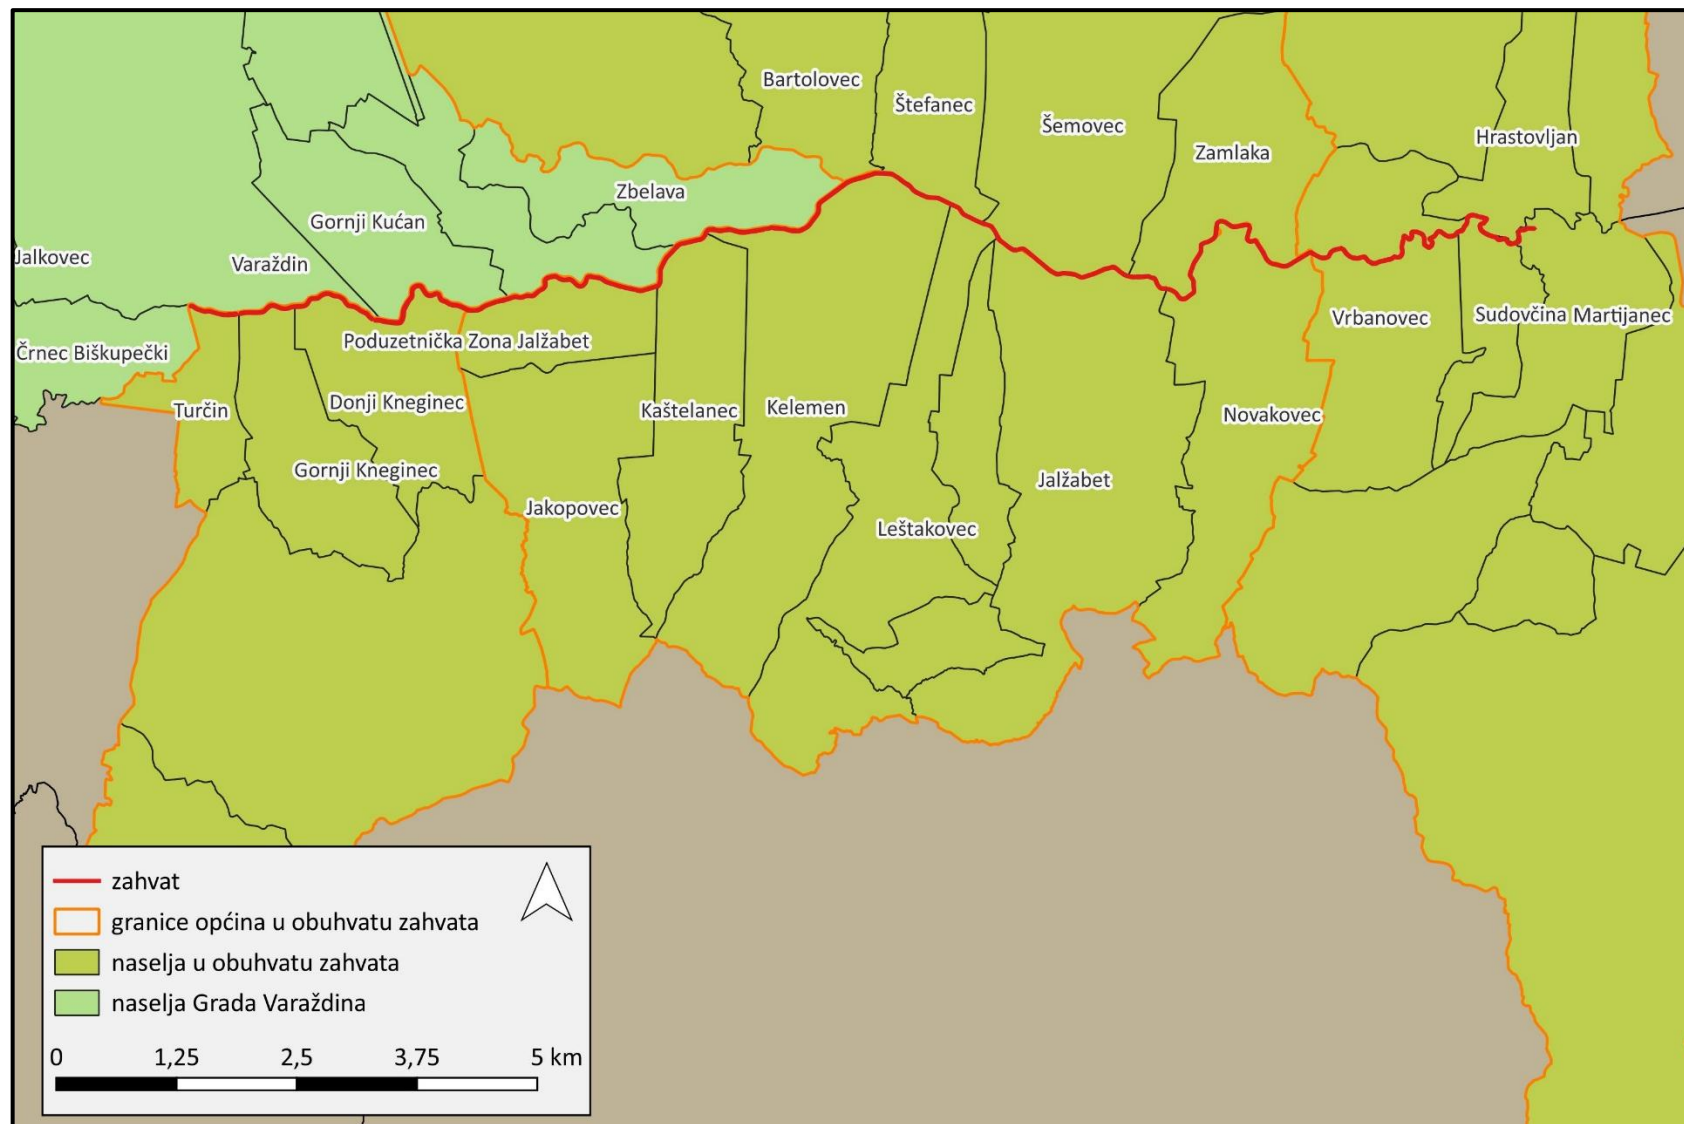 Bartolovec
Štefanec
Šemovec
Hrastovljan
Zamlaka
Zbelava
Gornji Kućan
Jalkovec
Varaždin
Vrbanovec
Sudovčina
Martijanec
Poduzetnička Zona Jalžabet
Črnec Biškupečki
Turčin
Donji Kneginec
Kaštelanec
Kelemen
Novakovec
Gornji Kneginec
Jalžabet
Jakopovec
Leštakovec
zahvat
granice općina u obuhvatu zahvata
naselja u obuhvatu zahvata
naselja Grada Varaždina
0 1,25 2,5 3,75 5 km